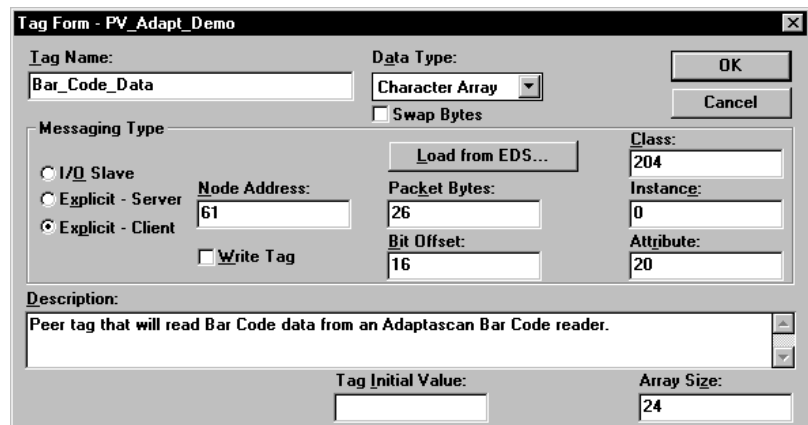 Tag Form - PV_Adapt_Demo
Tag Name:
Bar_Code_Data
Data Type:
Character Array
Swap Bytes
OK
Cancel
Messaging Type
I/O Slave
Explicit - Server
Explicit - Client
Node Address:
61
Write Tag
Load from EDS...
Packet Bytes:
26
Bit Offset:
16
Class:
204
Instance:
0
Attribute:
20
Description:
Peer tag that will read Bar Code data from an Adaptascan Bar Code reader.
Tag Initial Value:
Array Size:
24